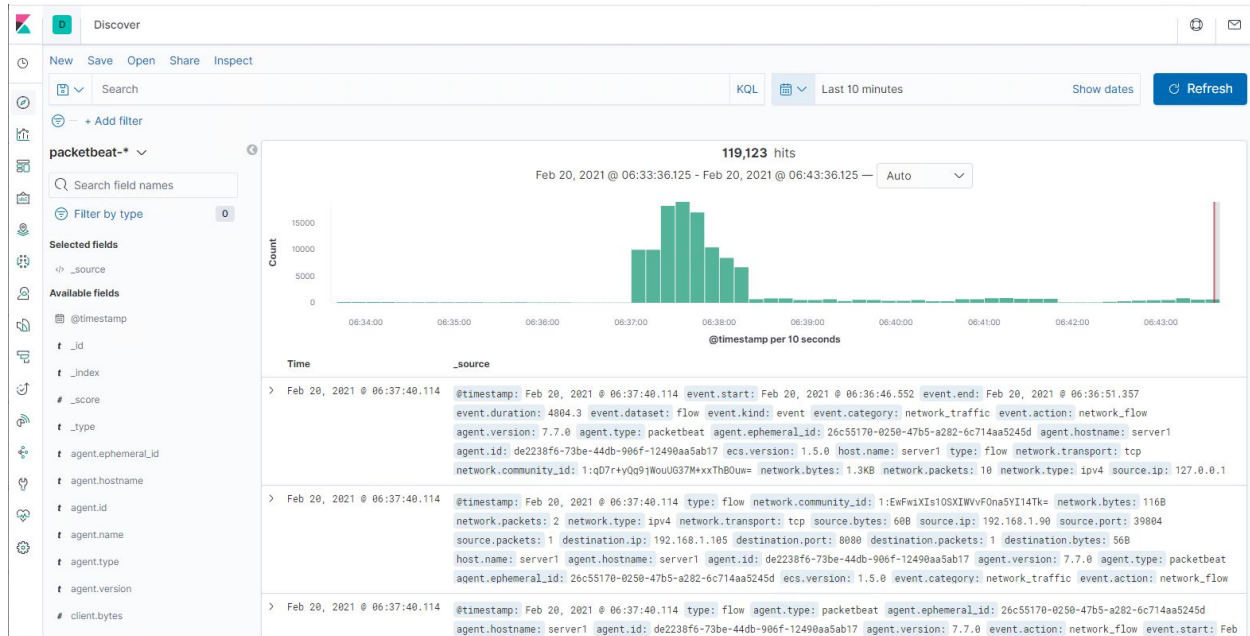 D Discover
New Save Open Share Inspect
Search KQL Last 10 minutes Show dates Refresh
+ Add filter
packetbeat-*
Search field names
Filter by type 0
Selected fields
</> _source
Available fields
@timestamp
t _id
t _index
# _score
t _type
t agent.ephemeral_id
t agent.hostname
t agent.id
t agent.name
t agent.type
t agent.version
# client.bytes
119,123 hits
Feb 20, 2021 @ 06:33:36.125 - Feb 20, 2021 @ 06:43:36.125 — Auto
Count
15000
10000
5000
0
06:34:00 06:35:00 06:36:00 06:37:00 06:38:00 06:39:00 06:40:00 06:41:00 06:42:00 06:43:00
@timestamp per 10 seconds
Time _source
> Feb 20, 2021 @ 06:37:40.114 @timestamp: Feb 20, 2021 @ 06:37:40.114 event.start: Feb 20, 2021 @ 06:36:46.552 event.end: Feb 20, 2021 @ 06:36:51.357
event.duration: 4804.3 event.dataset: flow event.kind: event event.category: network_traffic event.action: network_flow
agent.version: 7.7.0 agent.type: packetbeat agent.ephemeral_id: 26c55170-0250-47b5-a282-6c714aa5245d agent.hostname: server1
agent.id: de2238f6-73be-44db-906f-12490aa5ab17 ecs.version: 1.5.0 host.name: server1 type: flow network.transport: tcp
network.community_id: 1:qD7r+yQq9jWouUG37M+xxThBOuw= network.bytes: 1.3KB network.packets: 10 network.type: ipv4 source.ip: 127.0.0.1
> Feb 20, 2021 @ 06:37:40.114 @timestamp: Feb 20, 2021 @ 06:37:40.114 type: flow network.community_id: 1:EwFwiXIs1OSXIWVvFOna5YI14Tk= network.bytes: 116B
network.packets: 2 network.type: ipv4 network.transport: tcp source.bytes: 60B source.ip: 192.168.1.90 source.port: 39804
source.packets: 1 destination.ip: 192.168.1.105 destination.port: 8080 destination.packets: 1 destination.bytes: 56B
host.name: server1 agent.hostname: server1 agent.id: de2238f6-73be-44db-906f-12490aa5ab17 agent.version: 7.7.0 agent.type: packetbeat
agent.ephemeral_id: 26c55170-0250-47b5-a282-6c714aa5245d ecs.version: 1.5.0 event.category: network_traffic event.action: network_flow
> Feb 20, 2021 @ 06:37:40.114 @timestamp: Feb 20, 2021 @ 06:37:40.114 type: flow agent.type: packetbeat agent.ephemeral_id: 26c55170-0250-47b5-a282-6c714aa5245d
agent.hostname: server1 agent.id: de2238f6-73be-44db-906f-12490aa5ab17 agent.version: 7.7.0 event.action: network_flow event.start: Feb